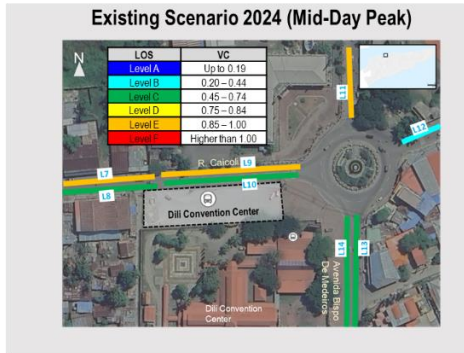 Existing Scenario 2024 (Mid-Day Peak)
N
LOS VC
Level A Up to 0.19
Level B 0.20 – 0.44
Level C 0.45 – 0.74
Level D 0.75 – 0.84
Level E 0.85 – 1.00
Level F Higher than 1.00
L11
L12
R. Caicoli
L9
L7
L10
L8
Dili Convention Center
L14
L13
Avenida Bispo
De Medeiros
Dili Convention
Center